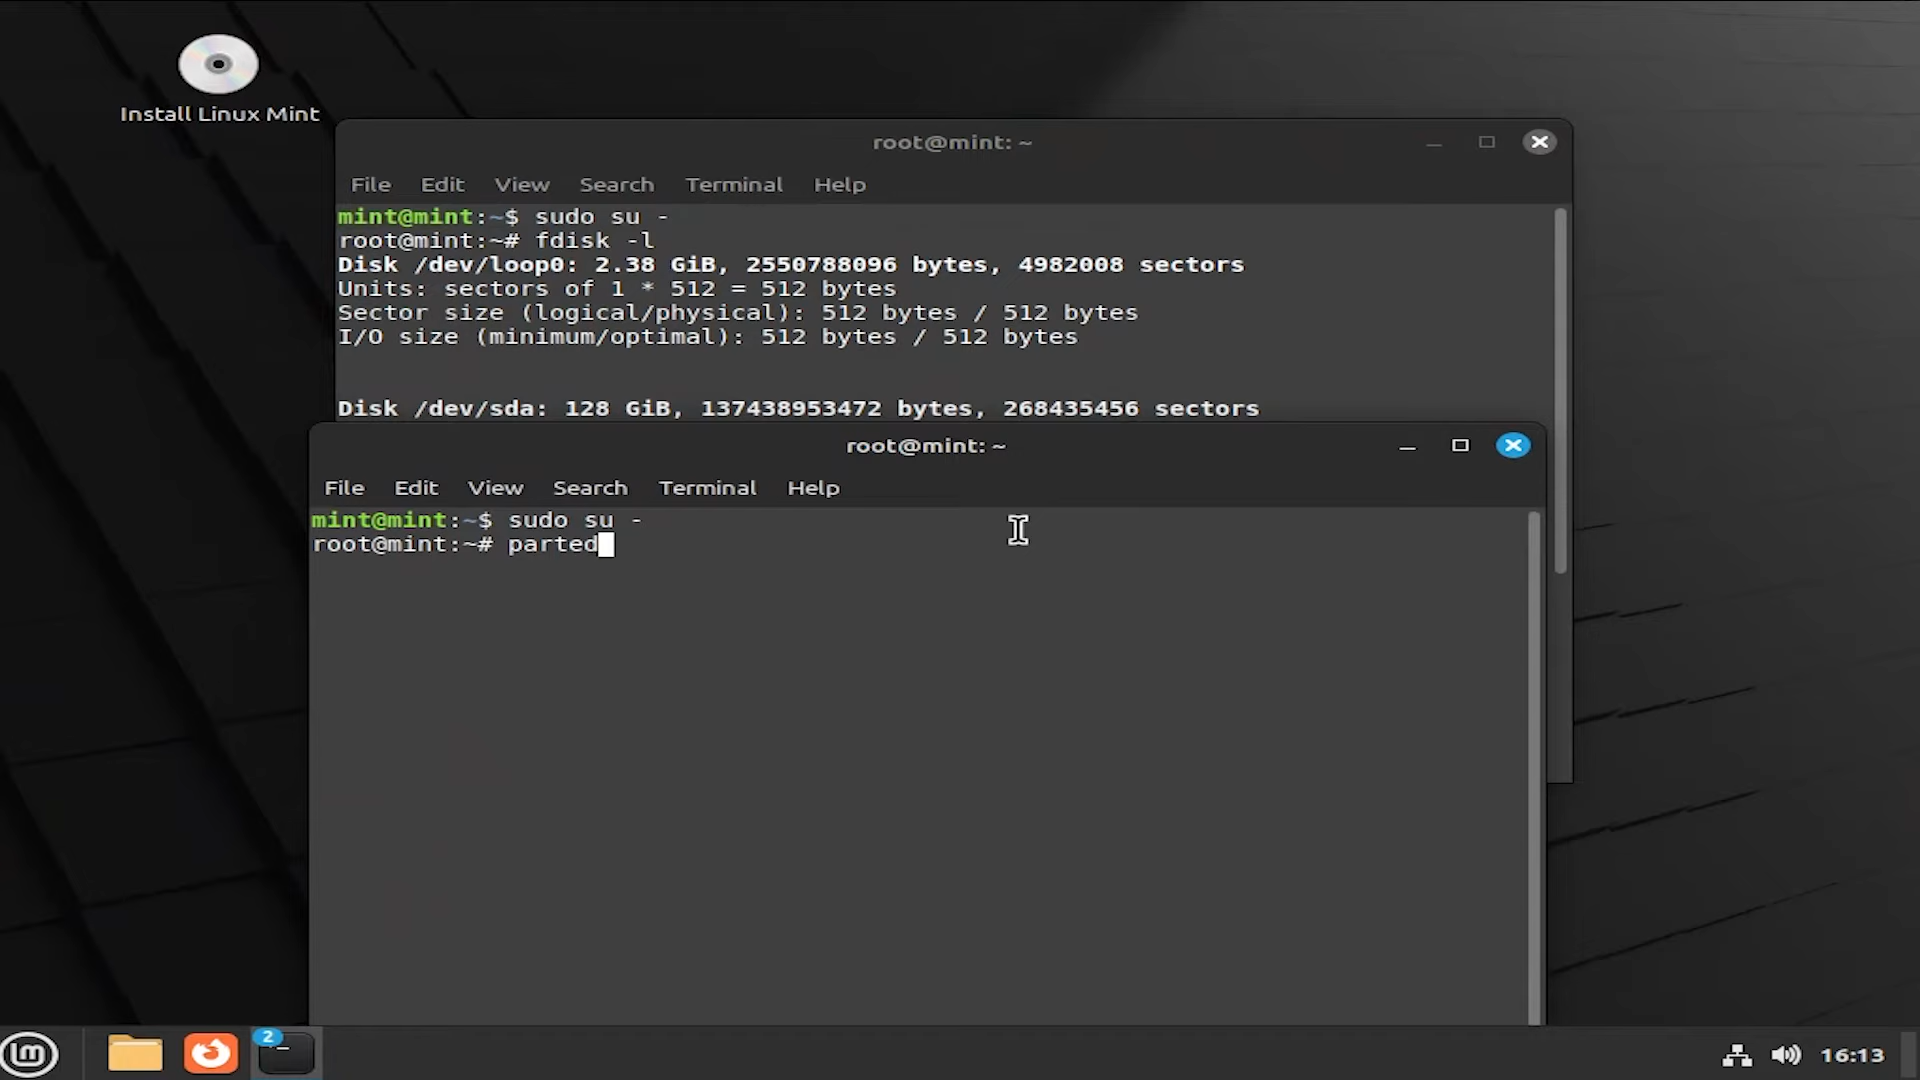 Install Linux Mint
root@mint: ~
File Edit View Search Terminal Help
mint@mint:~$ sudo su -
root@mint:~# fdisk -l
Disk /dev/loop0: 2.38 GiB, 2550788096 bytes, 4982008 sectors
Units: sectors of 1 * 512 = 512 bytes
Sector size (logical/physical): 512 bytes / 512 bytes
I/O size (minimum/optimal): 512 bytes / 512 bytes
Disk /dev/sda: 128 GiB, 137438953472 bytes, 268435456 sectors
root@mint: ~
File Edit View Search Terminal Help
mint@mint:~$ sudo su -
root@mint:~# parted
2
16:13